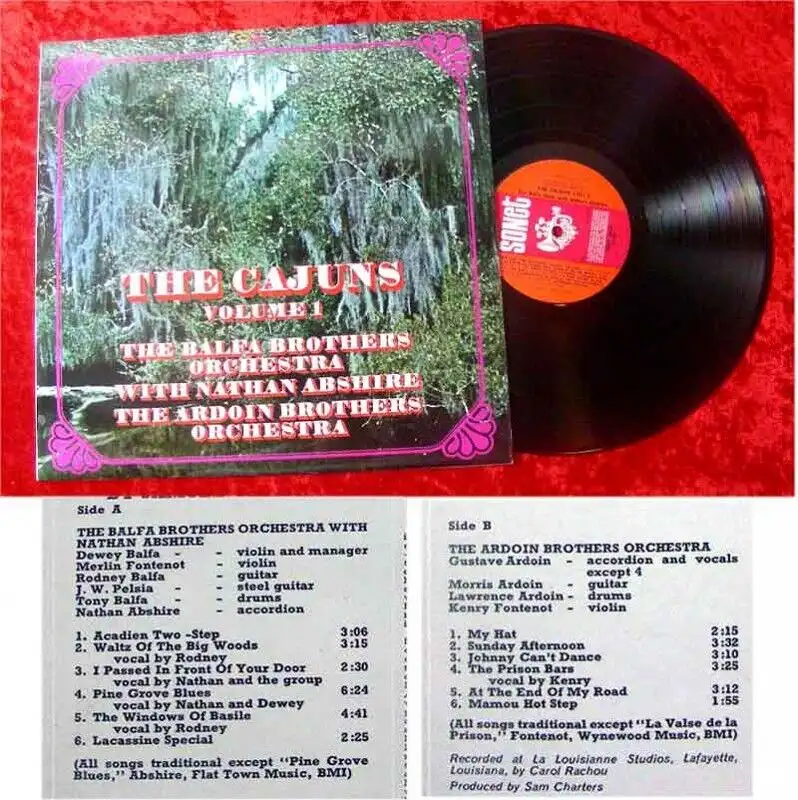 THE CAJUNS
VOLUME 1
THE BALFA BROTHERS
ORCHESTRA
WITH NATHAN ABSHIRE
THE ARDOIN BROTHERS
ORCHESTRA
SONET
Side A
THE BALFA BROTHERS ORCHESTRA WITH
NATHAN ABSHIRE
Dewey Balfa - - violin and manager
Merlin Fontenot - violin
Rodney Balfa - guitar
J. W. Pelsia - steel guitar
Tony Balfa - - drums
Nathan Abshire - accordion
1. Acadien Two -Step 3:06
2. Waltz Of The Big Woods 3:15
vocal by Rodney
3. I Passed In Front Of Your Door 2:30
vocal by Nathan and the group
4. Pine Grove Blues 6:24
vocal by Nathan and Dewey
5. The Windows Of Basile 4:41
vocal by Rodney
6. Lacassine Special 2:25
(All songs traditional except "Pine Grove
Blues," Abshire, Flat Town Music, BMI)
Side B
THE ARDOIN BROTHERS ORCHESTRA
Gustave Ardoin - accordion and vocals
except 4
Morris Ardoin - guitar
Lawrence Ardoin - drums
Kenry Fontenot - violin
1. My Hat 2:15
2. Sunday Afternoon 3:32
3. Johnny Can't Dance 3:10
4. The Prison Bars 3:25
vocal by Kenry
5. At The End Of My Road 3:12
6. Mamou Hot Step 1:55
(All songs traditional except "La Valse de la
Prison," Fontenot, Wynewood Music, BMI)
Recorded at La Louisianne Studios, Lafayette,
Louisiana, by Carol Rachou
Produced by Sam Charters